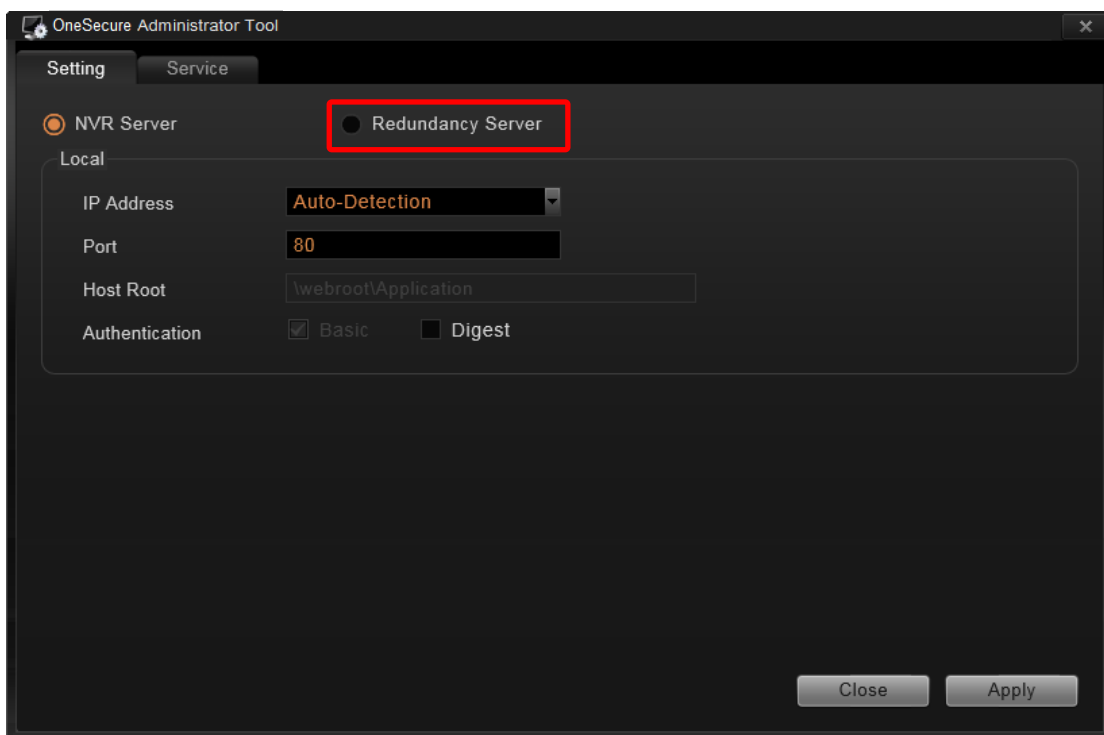 OneSecure Administrator Tool
Setting Service
NVR Server Redundancy Server
Local
IP Address Auto-Detection
Port 80
Host Root \webroot\Application
Authentication Basic Digest
Close Apply